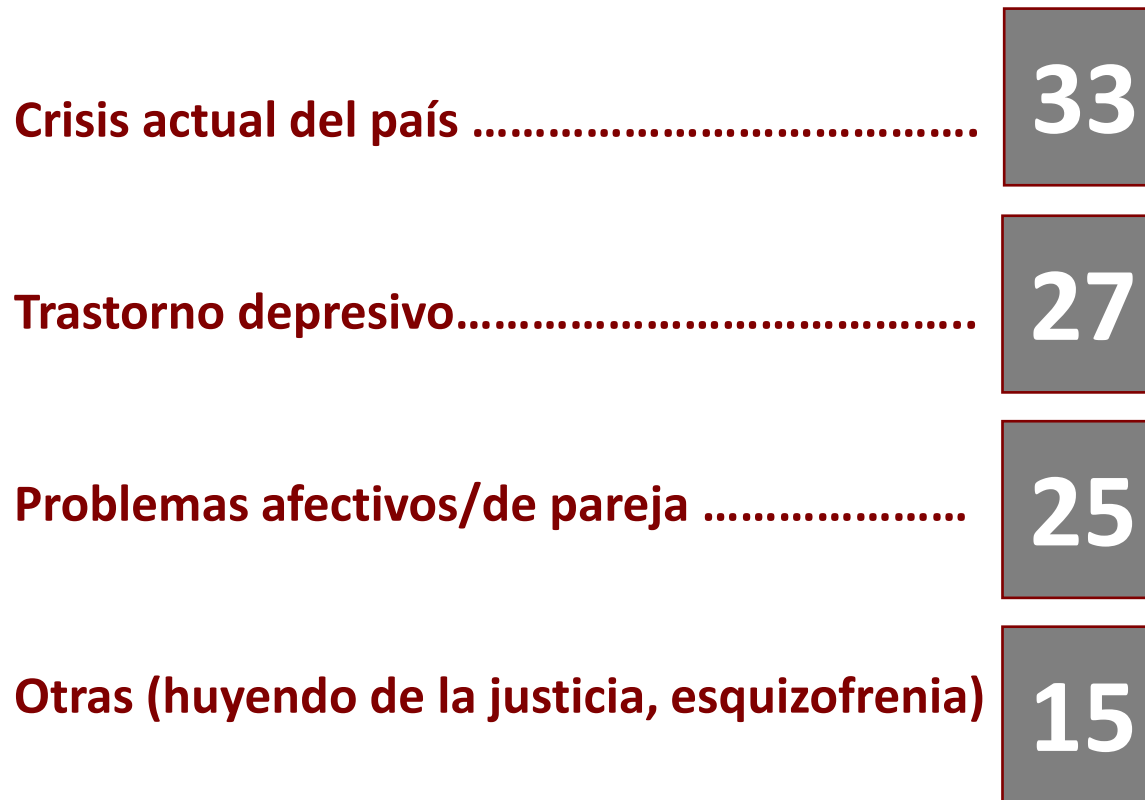 Crisis actual del país ………………………………….
33
Trastorno depresivo…………………………………..
27
Problemas afectivos/de pareja …………………
25
Otras (huyendo de la justicia, esquizofrenia)
15